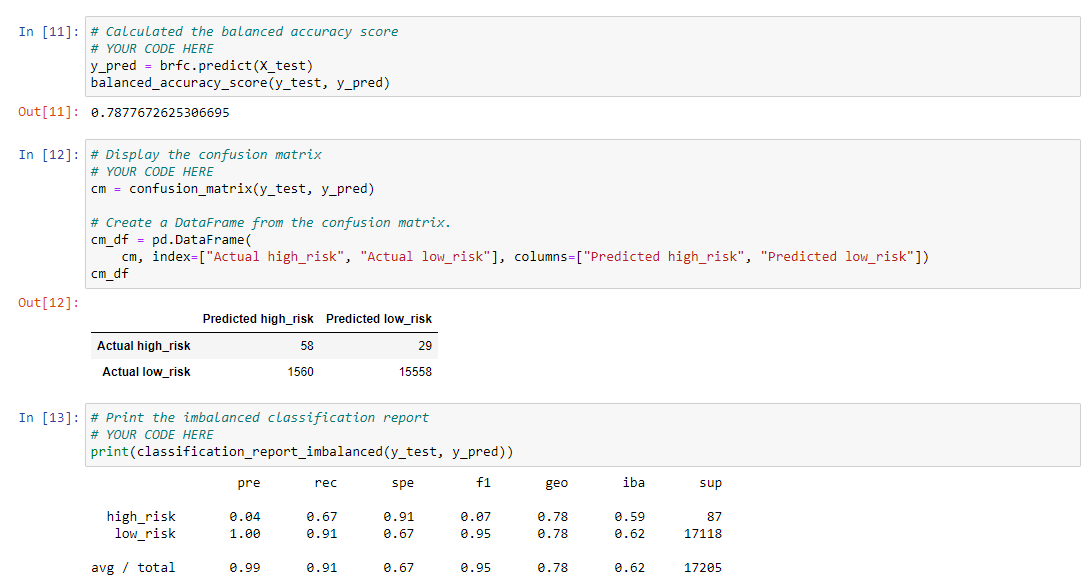 In [11]: # Calculated the balanced accuracy score
# YOUR CODE HERE
y_pred = brfc.predict(X_test)
balanced_accuracy_score(y_test, y_pred)
Out[11]: 0.7877672625306695
In [12]: # Display the confusion matrix
# YOUR CODE HERE
cm = confusion_matrix(y_test, y_pred)
# Create a DataFrame from the confusion matrix.
cm_df = pd.DataFrame(
cm, index=["Actual high_risk", "Actual low_risk"], columns=["Predicted high_risk", "Predicted low_risk"])
cm_df
Out[12]:
Predicted high_risk Predicted low_risk
Actual high_risk 58 29
Actual low_risk 1560 15558
In [13]: # Print the imbalanced classification report
# YOUR CODE HERE
print(classification_report_imbalanced(y_test, y_pred))
pre rec spe f1 geo iba sup
high_risk 0.04 0.67 0.91 0.07 0.78 0.59 87
low_risk 1.00 0.91 0.67 0.95 0.78 0.62 17118
avg / total 0.99 0.91 0.67 0.95 0.78 0.62 17205